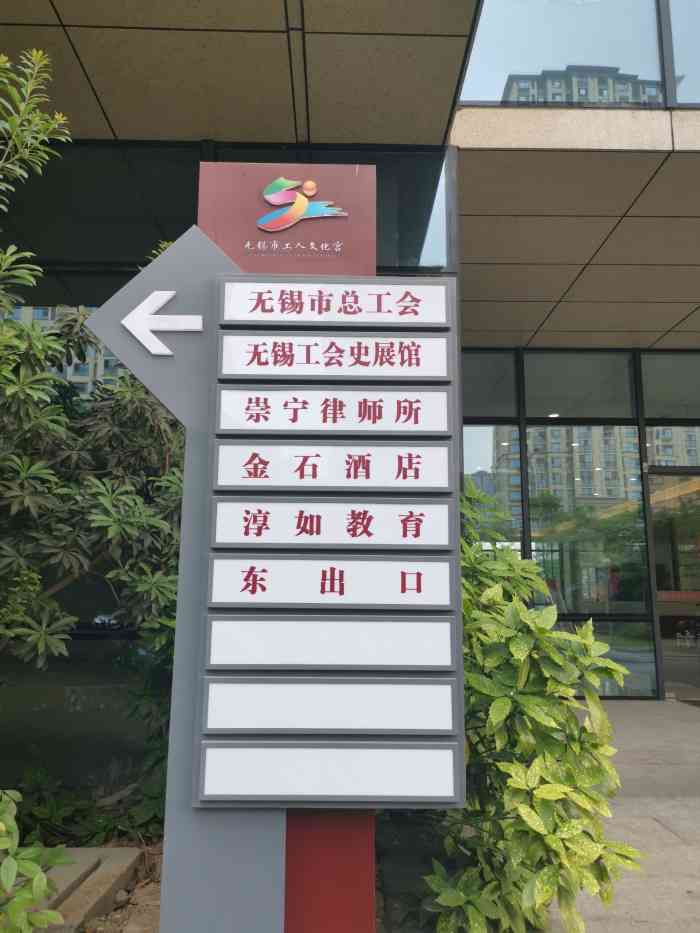 无锡市工人文化宫
无锡市总工会
无锡工会史展馆
崇宁律师所
金石酒店
淳如教育
东出口